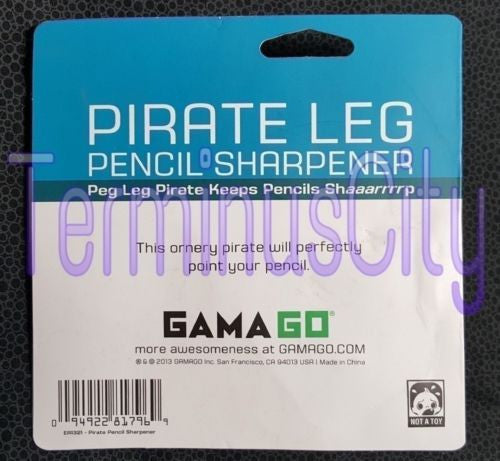 PIRATE LEG
PENCIL SHARPENER
Peg Leg Pirate Keeps Pencils Shaaarrrrp
TerminusCity
This ornery pirate will perfectly
point your pencil.
GAMAGO®
more awesomeness at GAMAGO.COM
® & © 2013 GAMAGO Inc. San Francisco, CA 94013 USA | Made in China
0 94922 81796 9
EPA321 - Pirate Pencil Sharpener
NOT A TOY